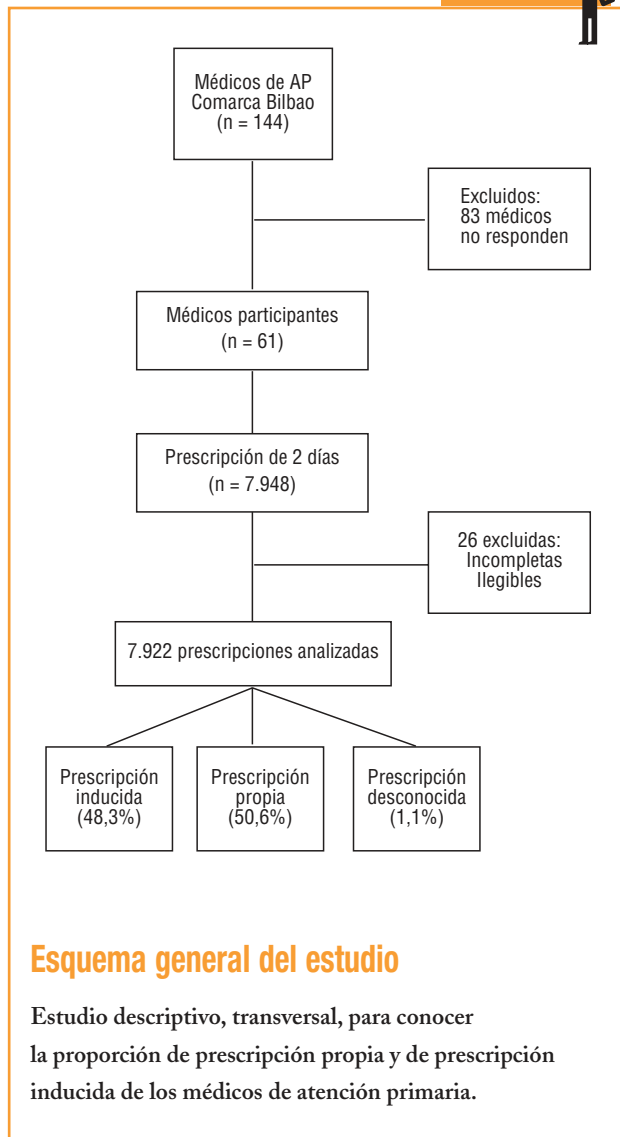 Médicos de AP
Comarca Bilbao
(n = 144)
Excluidos:
83 médicos
no responden
Médicos participantes
(n = 61)
Prescripción de 2 días
(n = 7.948)
26 excluidas:
Incompletas
Ilegibles
7.922 prescripciones analizadas
Prescripción
inducida
(48,3%)
Prescripción
propia
(50,6%)
Prescripción
desconocida
(1,1%)
Esquema general del estudio
Estudio descriptivo, transversal, para conocer
la proporción de prescripción propia y de prescripción
inducida de los médicos de atención primaria.